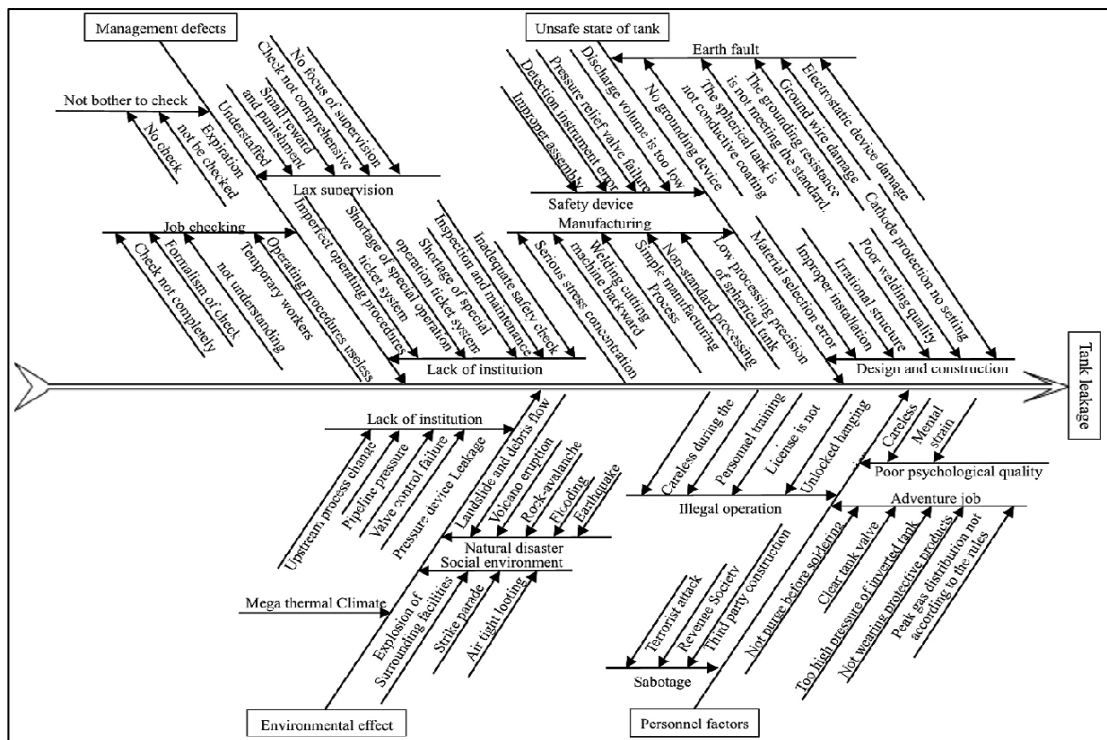 Management defects
Unsafe state of tank
Not bother to check
No check
Expiration
not be checked
Understaffed
Small reward
and punishment
Check not comprehensive
No focus of supervision
Lax supervision
Job checking
Check not completely
Formalism of check
not understanding
Temporary workers
Operating procedures useless
Imperfect operating procedures
ticket system
Shortage of special operation
operation ticket system
Shortage of special
Inspection and maintenance
Inadequate safety check
Lack of institution
Improper assembly
Detection instrument error
Pressure relief valve failure
Discharge volume is too low
Safety device
Earth fault
No grounding device
The spherical tank is
not conductive coating
The grounding resistance
is not meeting the standard.
Ground wire damage
Electrostatic device damage
Manufacturing
Serious stress concentration
Welding cutting
machine backward
Simple manufacturing
Process
Non-standard processing
of spherical tank
Low processing precision
Material selection error
Improper installation
Irrational structure
Poor welding quality
Cathode protection no setting
Design and construction
Tank leakage
Lack of institution
Upstream process change
Pipeline pressure
Valve control failure
Pressure device Leakage
Landslide and debris flow
Volcano eruption
Rock-avalanche
Flooding
Earthquake
Natural disaster
Social environment
Mega thermal Climate
Explosion of
Surrounding facilities
Strike parade
Air tight looting
Environmental effect
Careless during the
Personnel training
License is not
Unlocked hanging
Illegal operation
Careless
Mental
strain
Poor psychological quality
Adventure job
Not purge before soldering
Clear tank valve
Too high pressure of inverted tank
Not wearing protective products
Peak gas distribution not
according to the rules
Terrorist attack
Revenge Society
Third party construction
Sabotage
Personnel factors